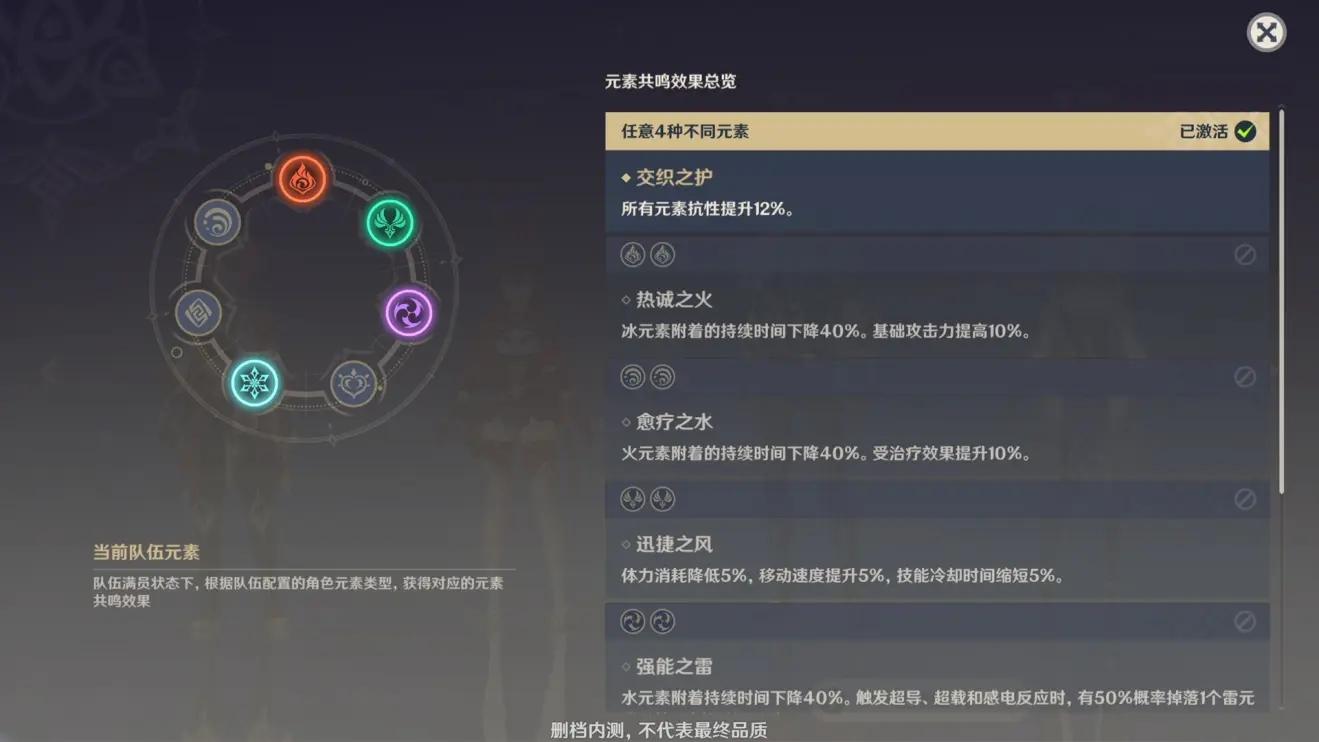 元素共鸣效果总览
任意4种不同元素 已激活
交织之护
所有元素抗性提升12%。
热诚之火
冰元素附着的持续时间下降40%。基础攻击力提高10%。
愈疗之水
火元素附着的持续时间下降40%。受治疗效果提升10%。
迅捷之风
体力消耗降低5%,移动速度提升5%,技能冷却时间缩短5%。
强能之雷
水元素附着持续时间下降40%。触发超导、超载和感电反应时,有50%概率掉落1个雷元
当前队伍元素
队伍满员状态下,根据队伍配置的角色元素类型,获得对应的元素
共鸣效果
删档内测,不代表最终品质